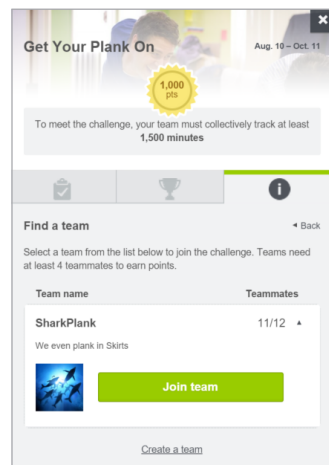 ×
Get Your Plank On
Aug. 10 – Oct. 11
1,000
pts
To meet the challenge, your team must collectively track at least
1,500 minutes
i
Find a team
◄ Back
Select a team from the list below to join the challenge. Teams need
at least 4 teammates to earn points.
Team name Teammates
SharkPlank 11/12 ▲
We even plank in Skirts
Join team
Create a team